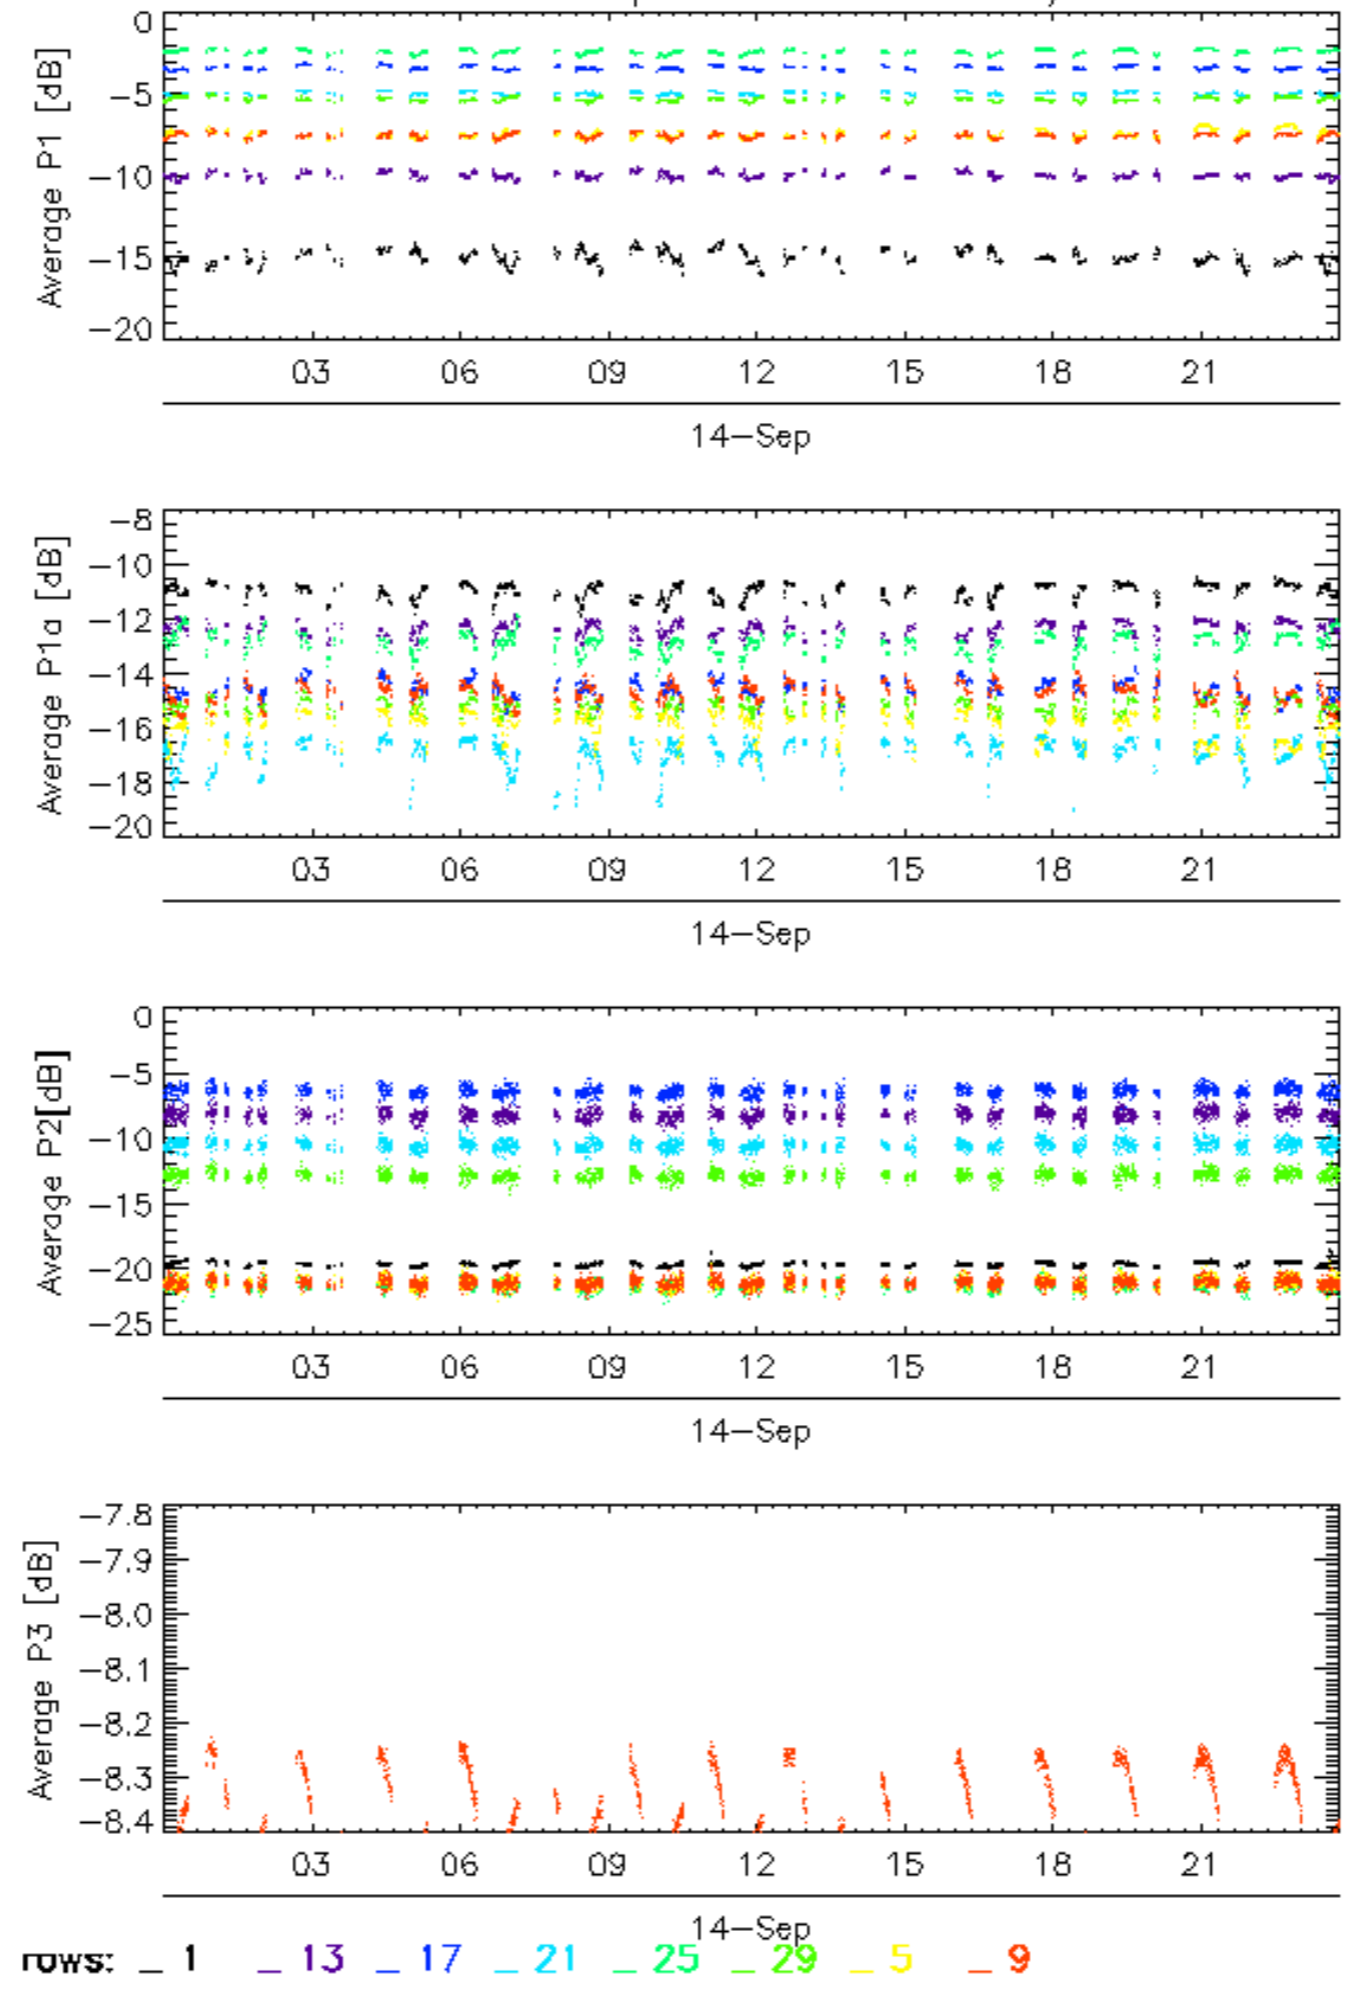 Average P1 [dB]
0
−5
−10
−15
−20
03 06 09 12 15 18 21
14−Sep
Average P1a [dB]
−8
−10
−12
−14
−16
−18
−20
03 06 09 12 15 18 21
14−Sep
Average P2[dB]
0
−5
−10
−15
−20
−25
03 06 09 12 15 18 21
14−Sep
Average P3 [dB]
−7.8
−7.9
−8.0
−8.1
−8.2
−8.3
−8.4
03 06 09 12 15 18 21
14−Sep
rows: _ 1 _ 13 _ 17 _ 21 _ 25 _ 29 _ 5 _ 9